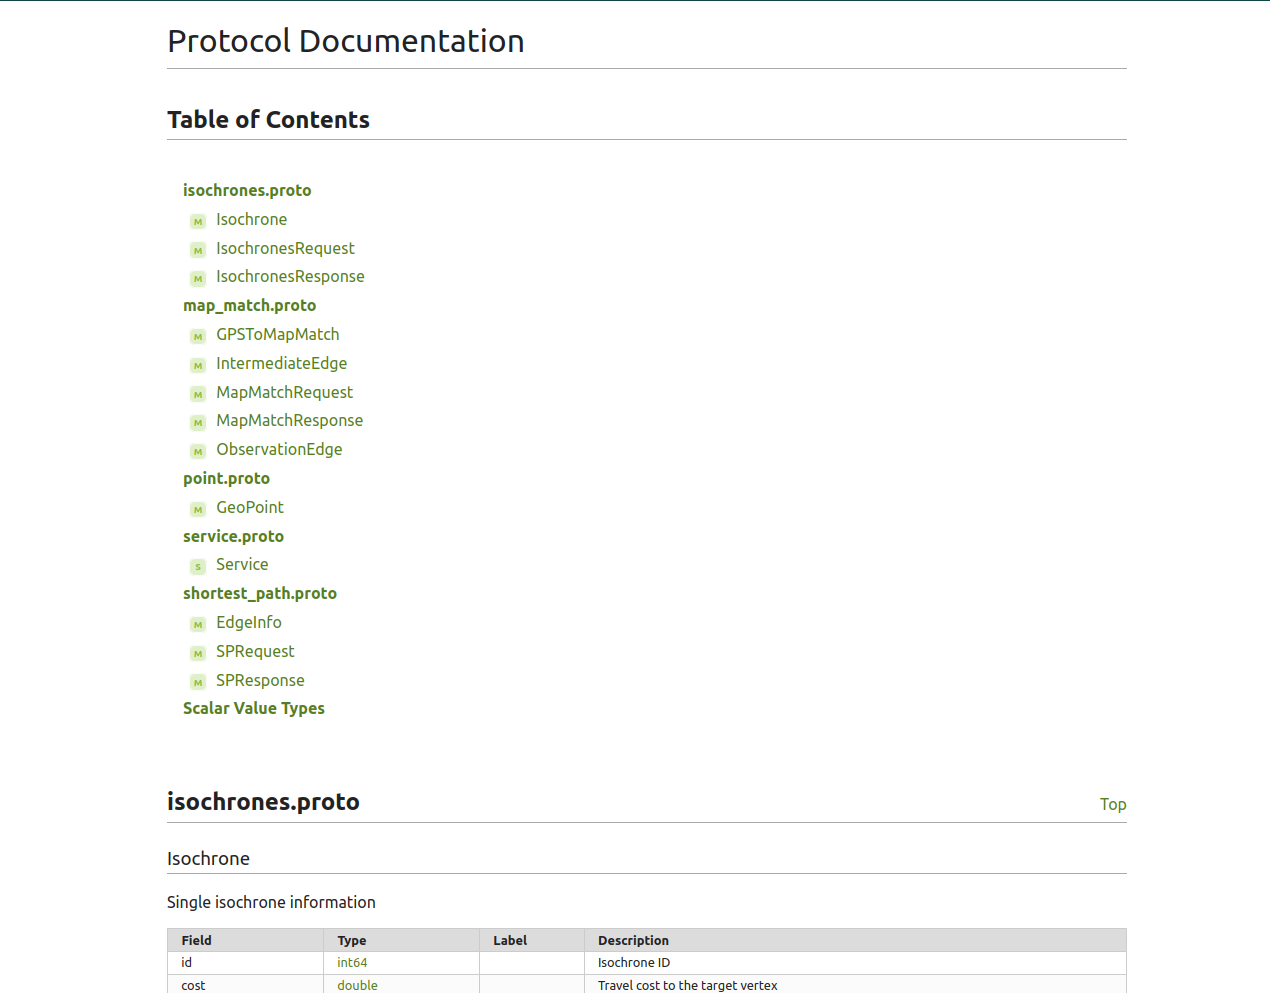 Protocol Documentation
Table of Contents
isochrones.proto
M Isochrone
M IsochronesRequest
M IsochronesResponse
map_match.proto
M GPSToMapMatch
M IntermediateEdge
M MapMatchRequest
M MapMatchResponse
M ObservationEdge
point.proto
M GeoPoint
service.proto
S Service
shortest_path.proto
M EdgeInfo
M SPRequest
M SPResponse
Scalar Value Types
isochrones.proto Top
Isochrone
Single isochrone information
Field Type Label Description
id int64 Isochrone ID
cost double Travel cost to the target vertex